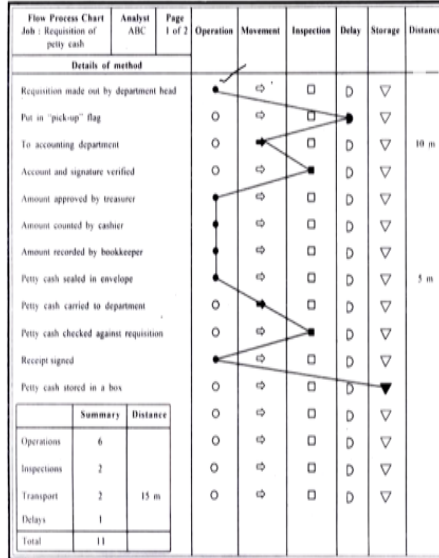 Flow Process Chart
Job : Requisition of
petty cash
Analyst
ABC
Page
1 of 2
Operation
Movement
Inspection
Delay
Storage
Distance
Details of method
Requisition made out by department head
Put in "pick-up" flag
To accounting department
10 m
Account and signature verified
Amount approved by treasurer
Amount counted by cashier
Amount recorded by bookkeeper
Petty cash sealed in envelope
5 m
Petty cash carried to department
Petty cash checked against requisition
Receipt signed
Petty cash stored in a box
Summary
Distance
Operations 6
Inspections 2
Transport 2 15 m
Delays 1
Total 11